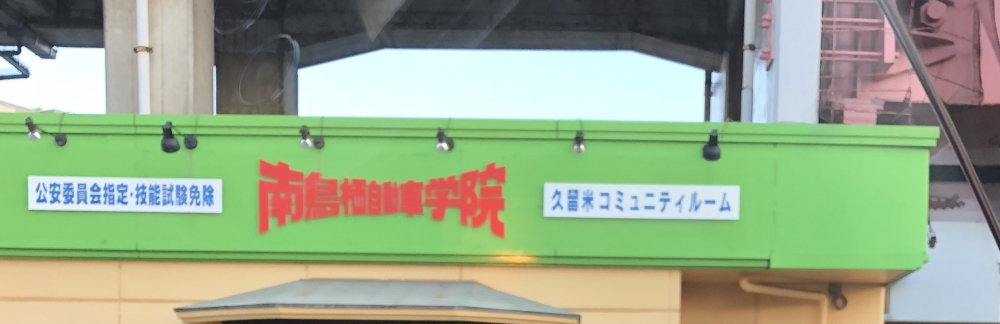 公安委員会指定・技能試験免除
南鳥栖自動車学院
久留米コミュニティルーム